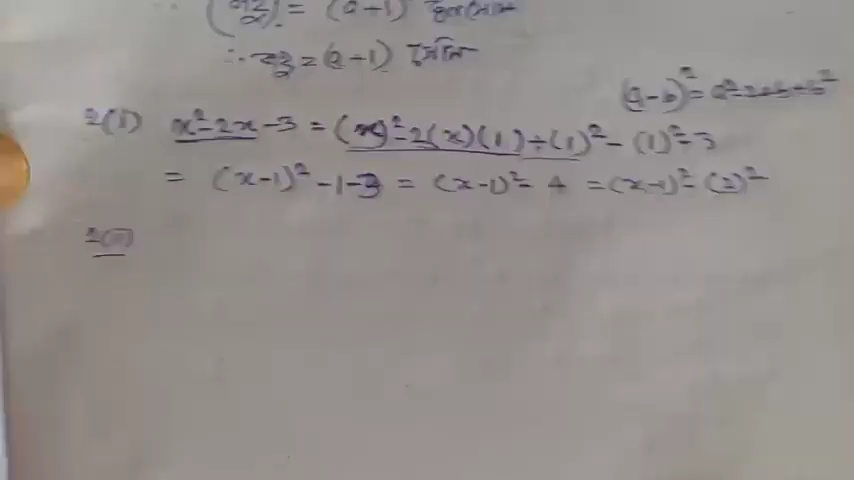 = (a-1)
∴ = (a-1)
(a-b)² = a²-2ab+b²
2(i) x²-2x-3 = (x)²-2(x)(1)+(1)²-(1)²-3
= (x-1)²-1-3 = (x-1)²-4 = (x-1)²-(2)²
2(ii)